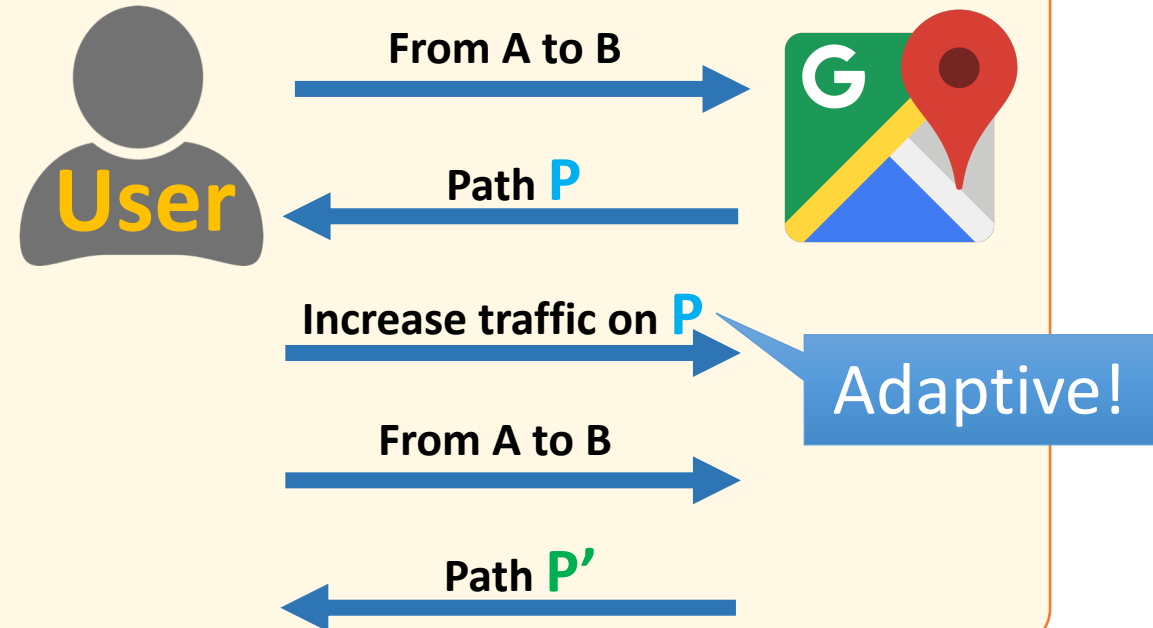 From A to B
G
User
Path P
Increase traffic on P
Adaptive!
From A to B
Path P’